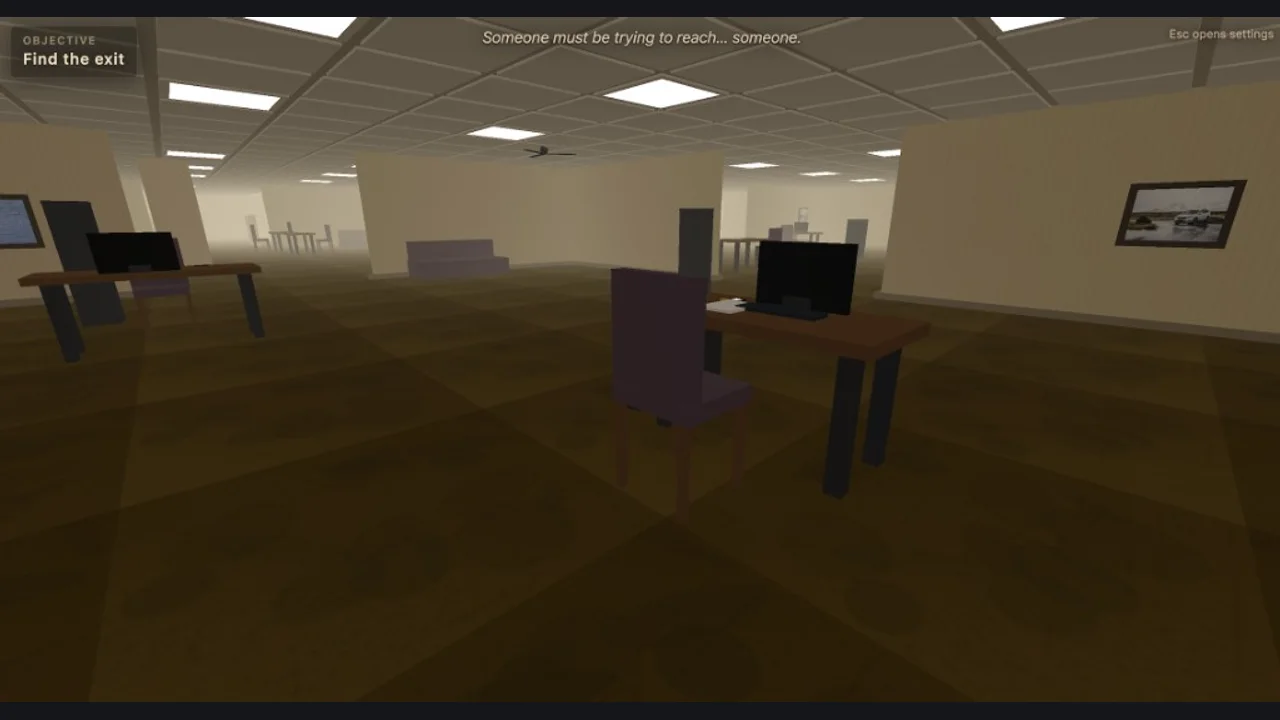 OBJECTIVE
Find the exit
Someone must be trying to reach... someone.
Esc opens settings